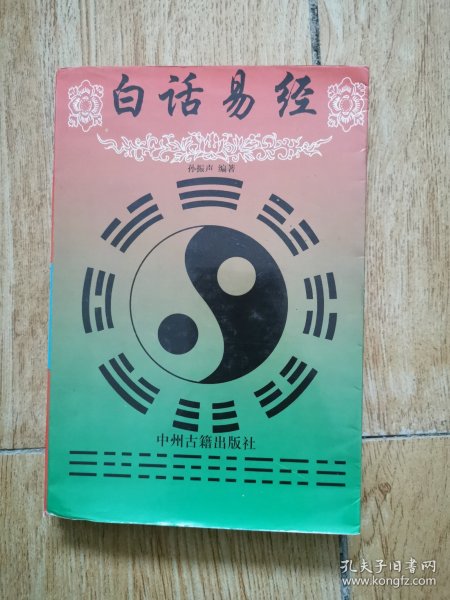 白话易经
孙振声 编著
中州古籍出版社
孔夫子旧书网
www.kongfz.com